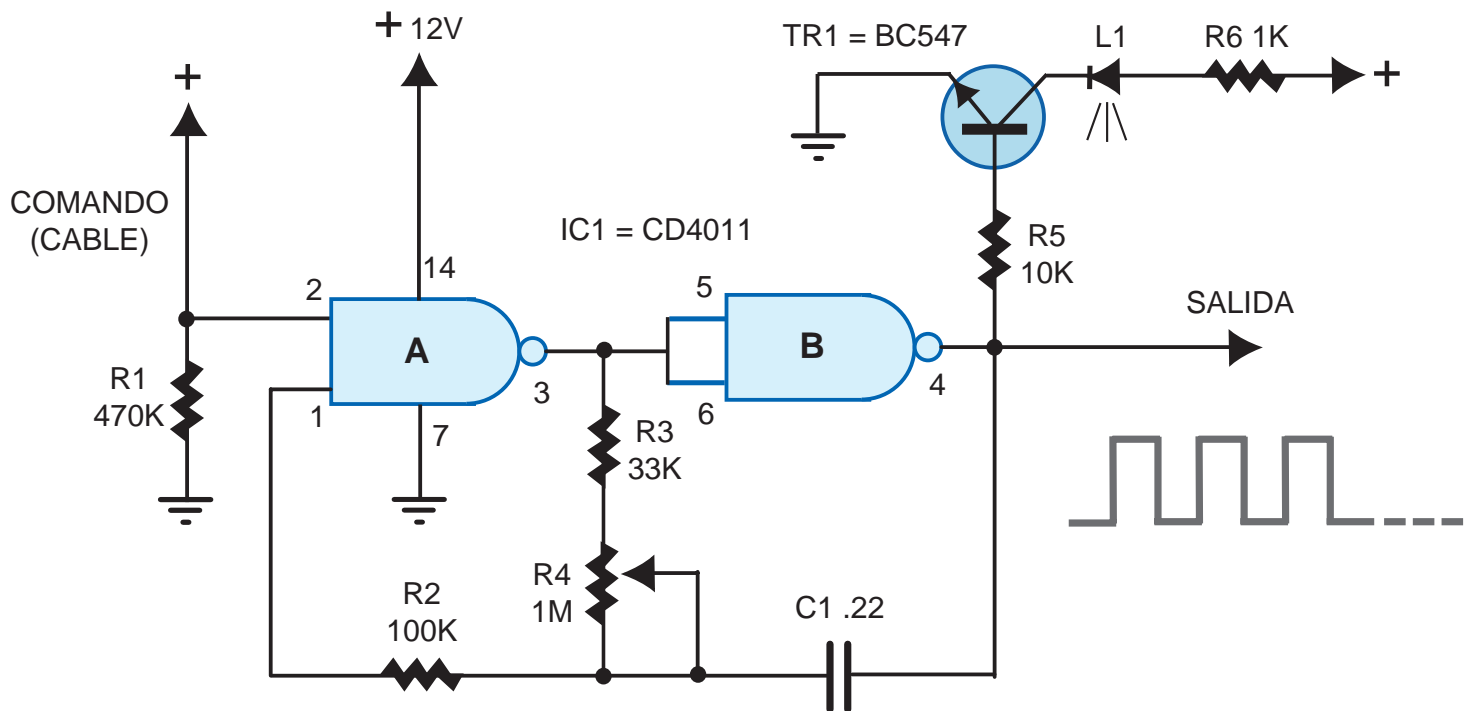 TR1 = BC547
L1
R6 1K
+ 12V
+
+
COMANDO
(CABLE)
IC1 = CD4011
R5
10K
14
2
5
SALIDA
A
B
R1
470K
1
3
6
4
7
R3
33K
R4
1M
R2
100K
C1 .22